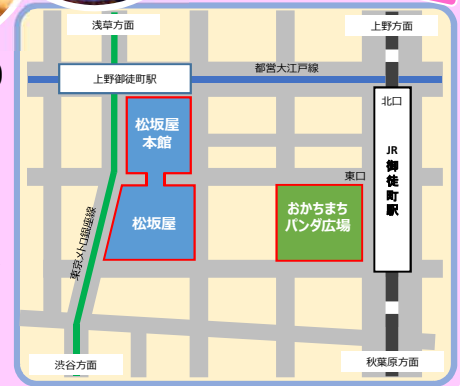 浅草方面
上野方面
都営大江戸線
上野御徒町駅
北口
松坂屋
本館
JR
御徒町駅
東口
松坂屋
おかちまち
パンダ広場
東京メトロ銀座線
渋谷方面
秋葉原方面